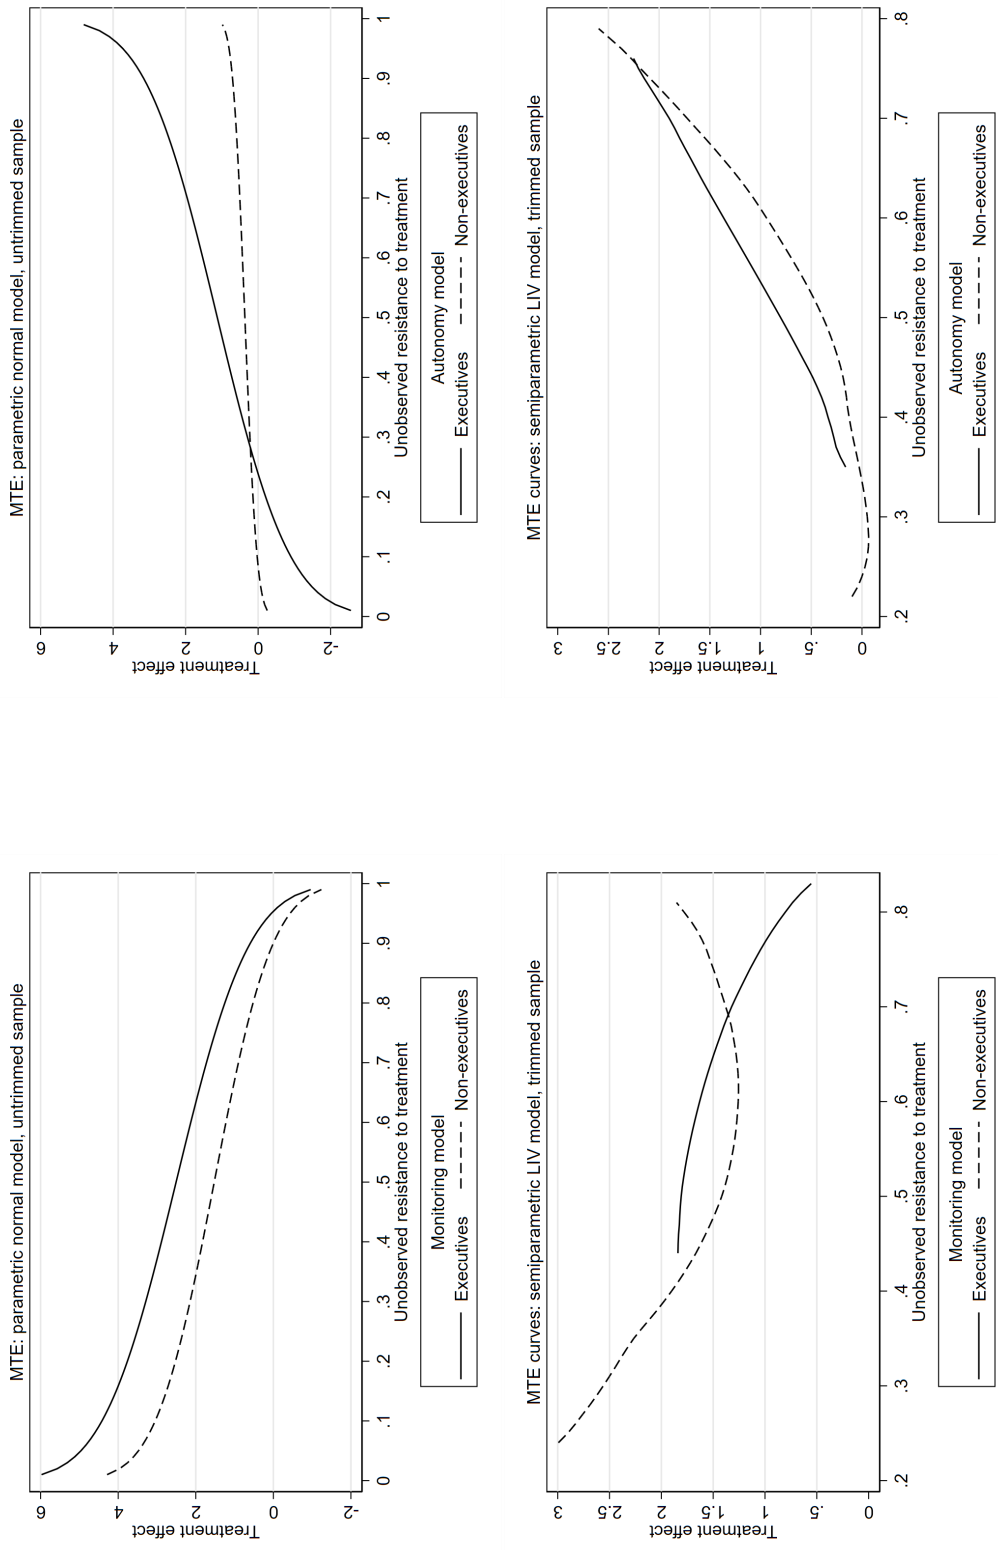 MTE: parametric normal model, untrimmed sample
6
4
2
0
-2
Treatment effect
0 .1 .2 .3 .4 .5 .6 .7 .8 .9 1
Unobserved resistance to treatment
Monitoring model
Executives Non-executives
MTE: parametric normal model, untrimmed sample
6
4
2
0
-2
Treatment effect
0 .1 .2 .3 .4 .5 .6 .7 .8 .9 1
Unobserved resistance to treatment
Autonomy model
Executives Non-executives
MTE curves: semiparametric LIV model, trimmed sample
3
2.5
2
1.5
1
.5
0
Treatment effect
.2 .3 .4 .5 .6 .7 .8
Unobserved resistance to treatment
Monitoring model
Executives Non-executives
MTE curves: semiparametric LIV model, trimmed sample
3
2.5
2
1.5
1
.5
0
Treatment effect
.2 .3 .4 .5 .6 .7 .8
Unobserved resistance to treatment
Autonomy model
Executives Non-executives